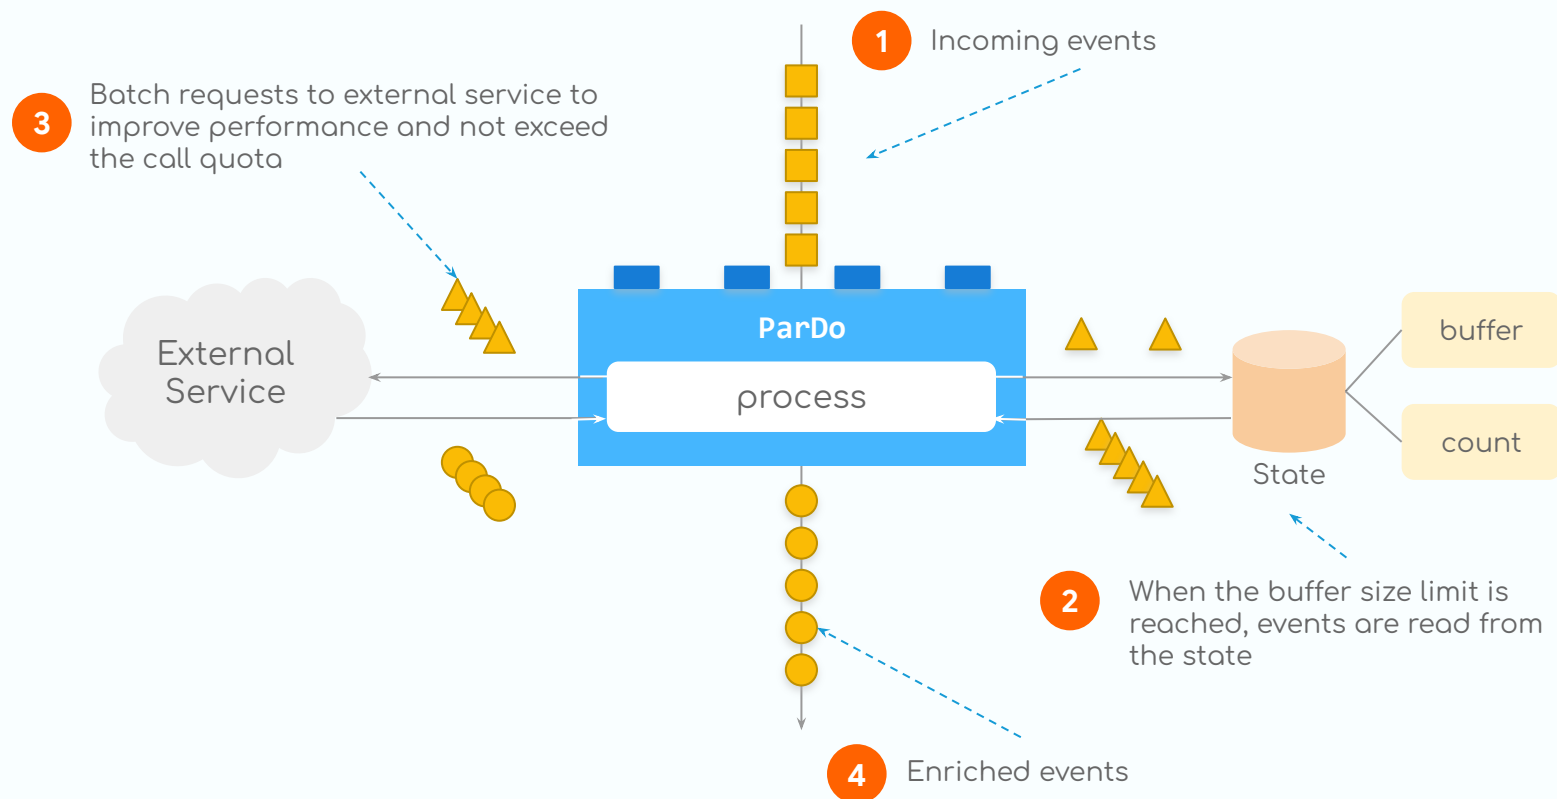 1
Incoming events
3
Batch requests to external service to
improve performance and not exceed
the call quota
ParDo
process
External
Service
buffer
count
State
2
When the buffer size limit is
reached, events are read from
the state
4
Enriched events